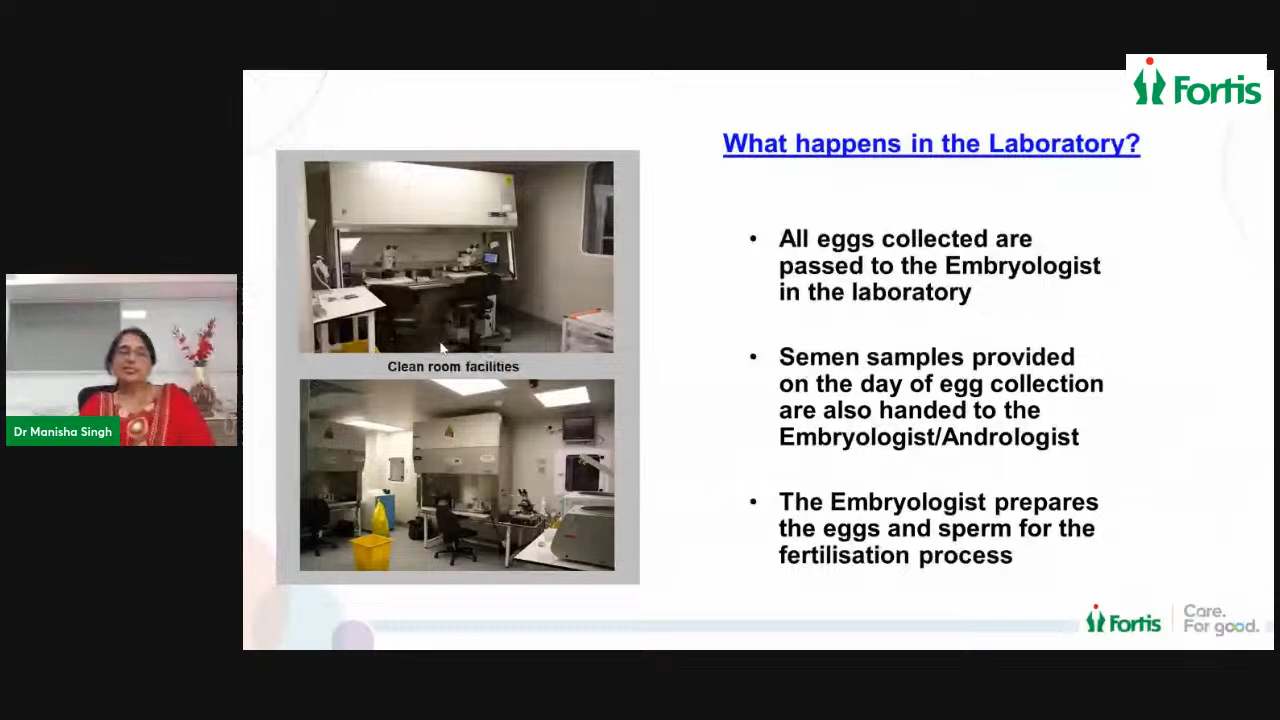 Fortis
What happens in the Laboratory?
• All eggs collected are
passed to the Embryologist
in the laboratory
• Semen samples provided
on the day of egg collection
are also handed to the
Embryologist/Andrologist
• The Embryologist prepares
the eggs and sperm for the
fertilisation process
Clean room facilities
Dr Manisha Singh
Fortis
Care.
For good.